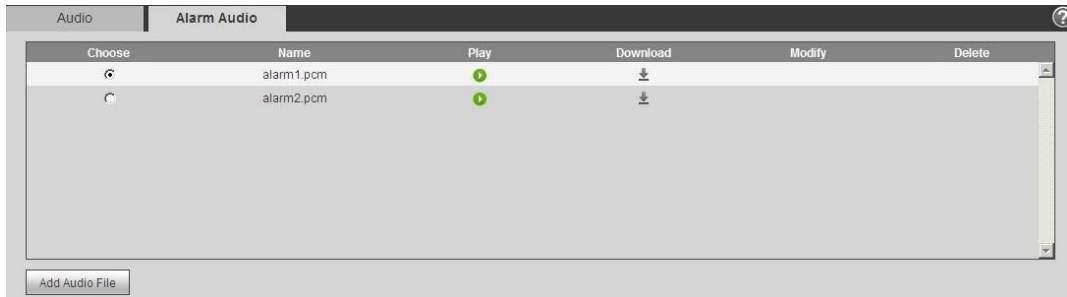 Audio Alarm Audio ?
Choose Name Play Download Modify Delete
alarm1.pcm
alarm2.pcm
Add Audio File